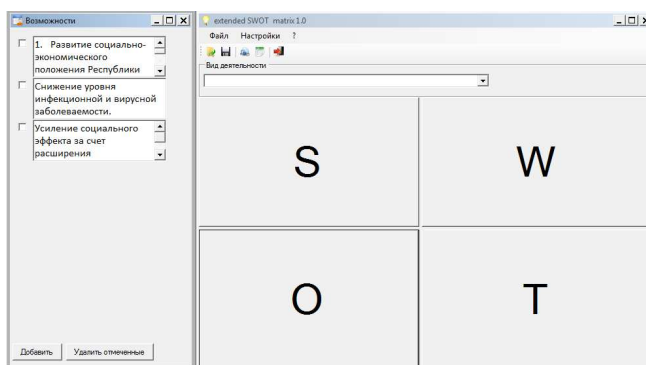 Возможности
1. Развитие социально-
экономического
положения Республики
Снижение уровня
инфекционной и вирусной
заболеваемости.
Усиление социального
эффекта за счет
расширения
Добавить
Удалить отмеченные
extended SWOT matrix 1.0
Файл Настройки ?
Вид деятельности
S
W
O
T